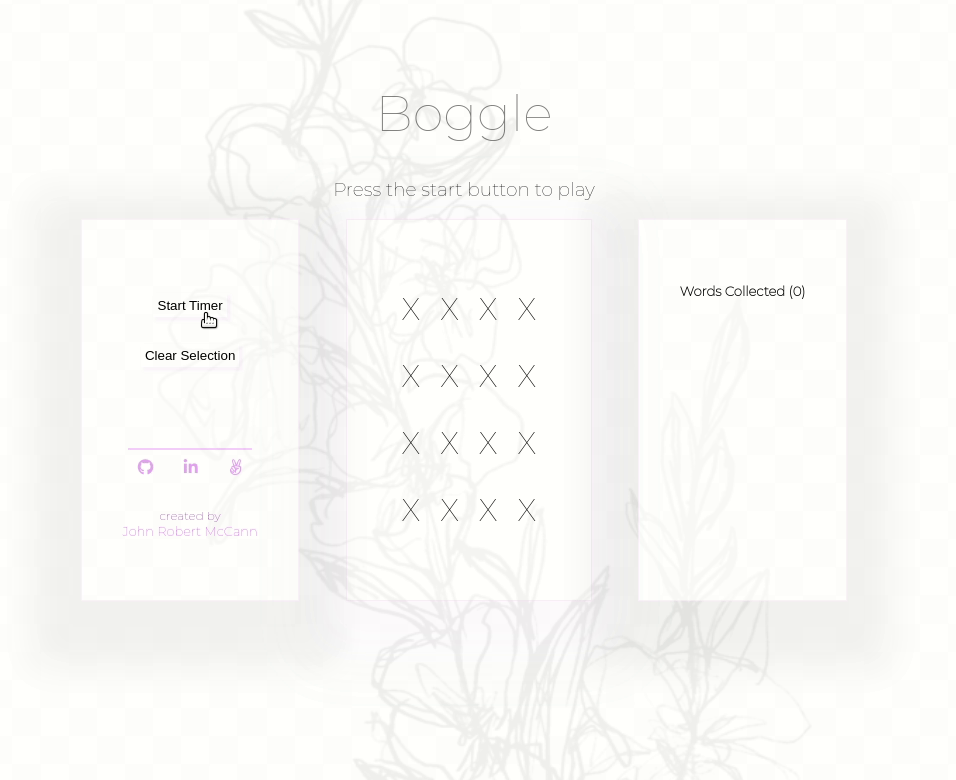 Boggle
Press the start button to play
Start Timer
Clear Selection
created by
John Robert McCann
X X X X
X X X X
X X X X
X X X X
Words Collected (0)